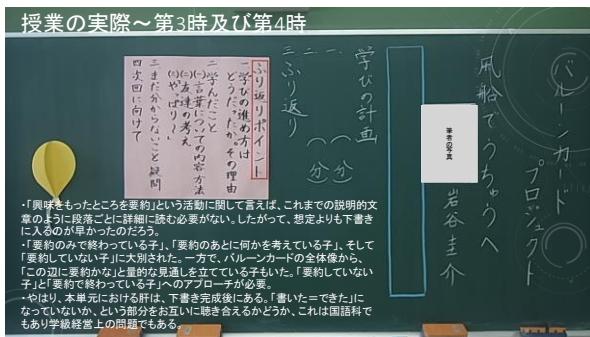 授業の実際～第3時及び第4時
バルーンカード
プロジェクト
風船でうちゅうへ
岩谷圭介
筆者の写真
学びの計画
一、
二、
三、ふり返り
（　分）
（　分）
ふり返りポイント
一学びの進め方は
どうだったか。その理由
二学んだこと
(一)言葉についての内容方法
(二)友達の考え
(三)やっぱり～
三まだ分からないこと疑問
四次回に向けて
・「興味をもったところを要約」という活動に関して言えば、これまでの説明的文
章のように段落ごとに詳細に読む必要がない。したがって、想定よりも下書き
に入るのが早かったのだろう。
・「要約のみで終わっている子」、「要約のあとに何かを考えている子」、そして
「要約していない子」に大別された。一方で、バルーンカードの全体像から、
「この辺に要約かな」と量的な見通しを立てている子もいた。「要約していない
子」と「要約で終わっている子」へのアプローチが必要。
・やはり、本単元における肝は、下書き完成後にある。「書いた＝できた」に
なっていないか、という部分をお互いに聴き合えるかどうか、これは国語科で
もあり学級経営上の問題でもある。